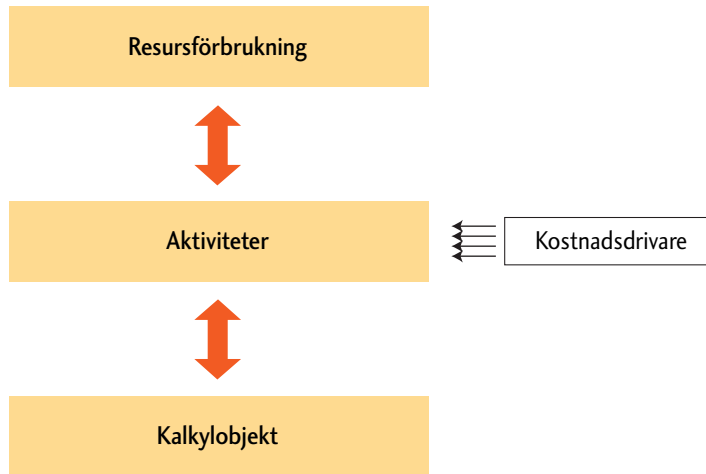 Resursförbrukning
Aktiviteter
Kostnadsdrivare
Kalkylobjekt